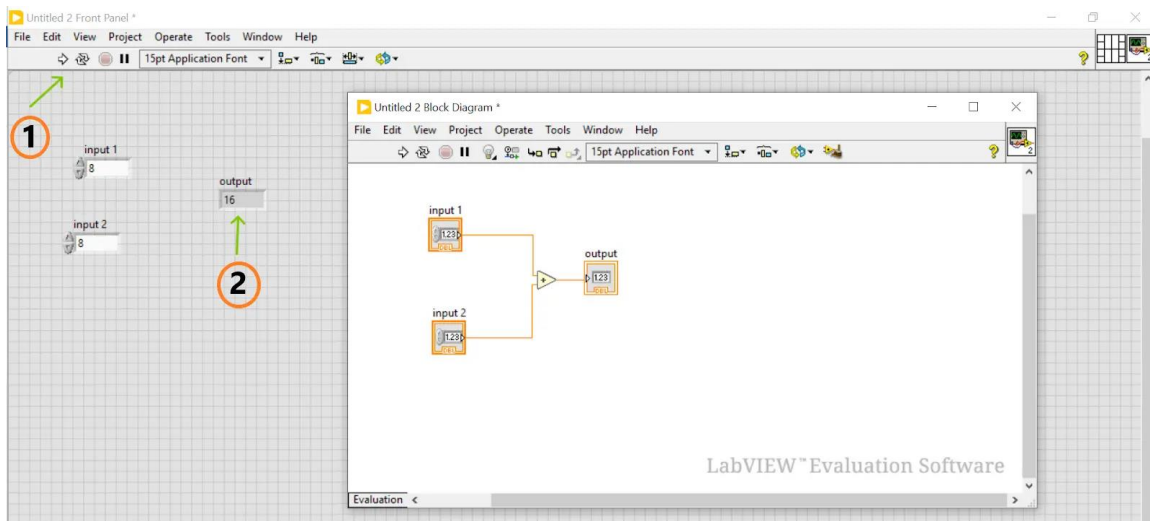 Untitled 2 Front Panel *
File Edit View Project Operate Tools Window Help
15pt Application Font
?
2
1
input 1
8
output
16
input 2
8
2
Untitled 2 Block Diagram *
File Edit View Project Operate Tools Window Help
15pt Application Font
?
2
input 1
1.23
output
+
1.23
input 2
1.23
LabVIEW™ Evaluation Software
Evaluation